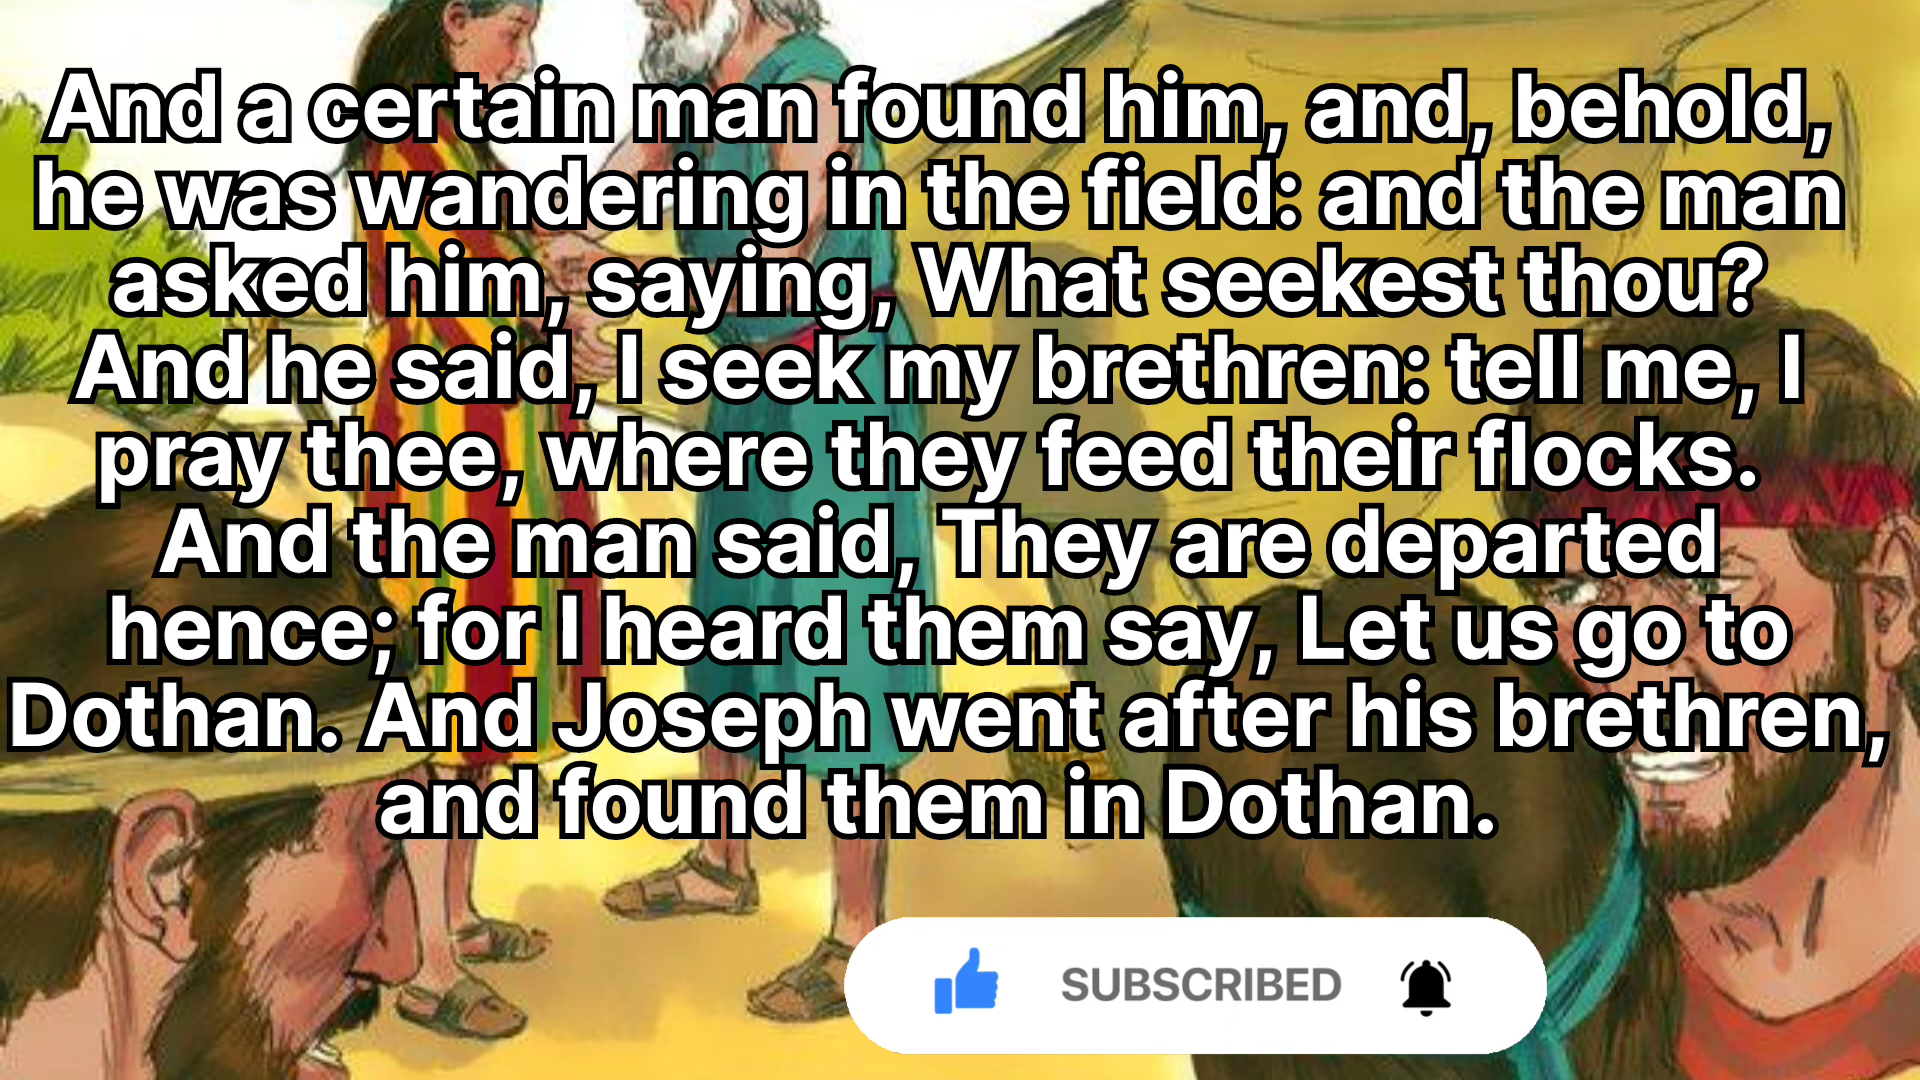 And a certain man found him, and, behold,
he was wandering in the field: and the man
asked him, saying, What seekest thou?
And he said, I seek my brethren: tell me, I
pray thee, where they feed their flocks.
And the man said, They are departed
hence; for I heard them say, Let us go to
Dothan. And Joseph went after his brethren,
and found them in Dothan.
SUBSCRIBED